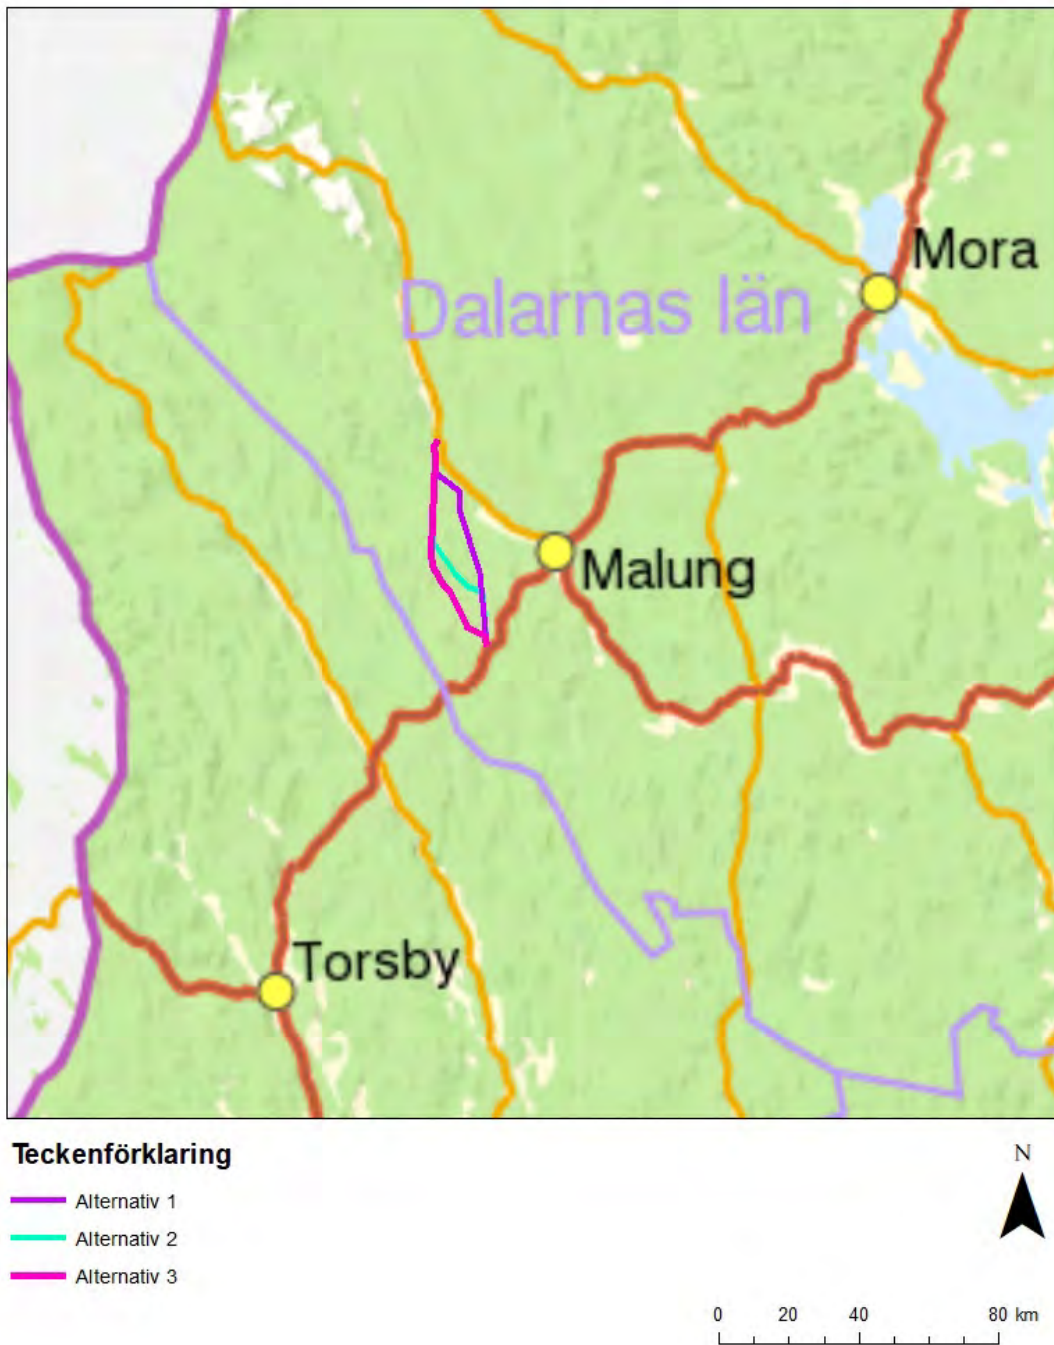 Mora
Dalarnas län
Malung
Torsby
Teckenförklaring
N
Alternativ 1
Alternativ 2
Alternativ 3
0 20 40 80 km